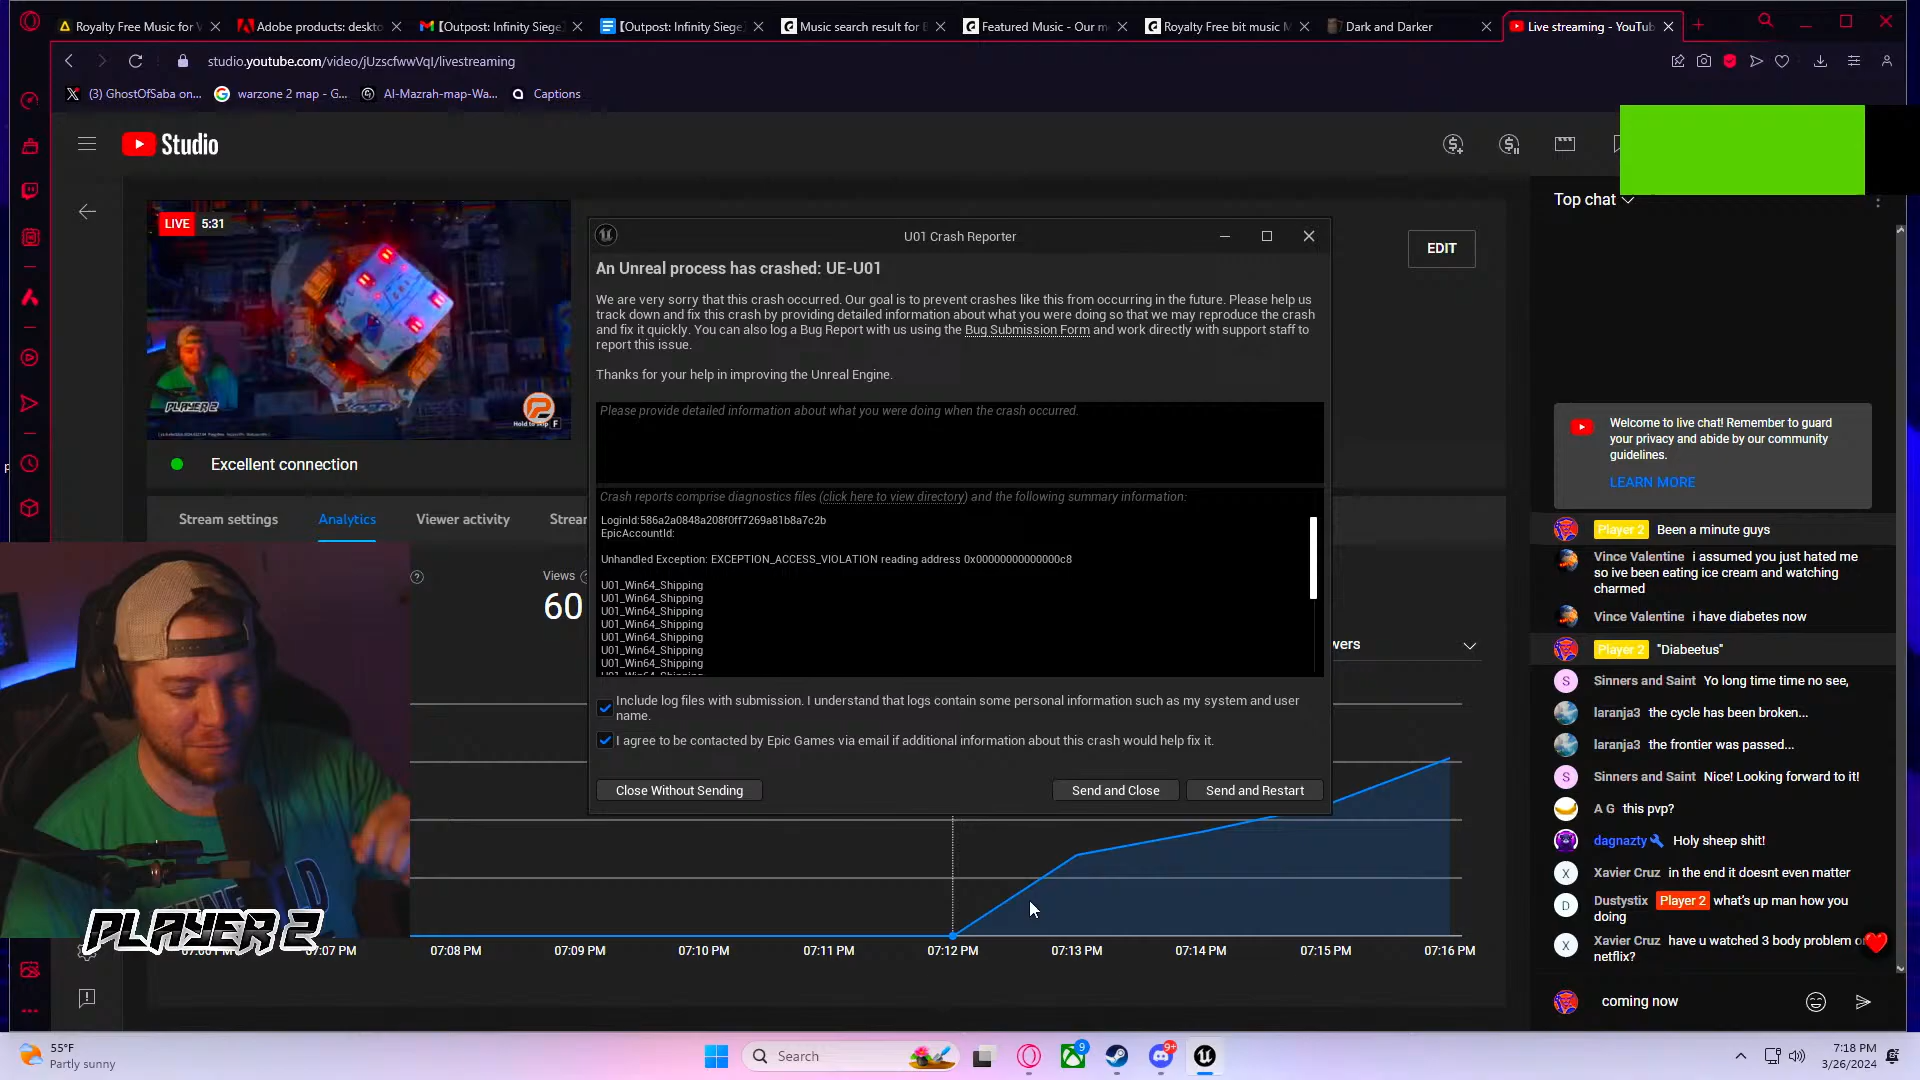 Royalty Free Music for V
Adobe products: deskto
[Outpost: Infinity Siege
[Outpost: Infinity Siege
Music search result for B
Featured Music - Our m
Royalty Free bit music M
Dark and Darker
Live streaming - YouTub
studio.youtube.com/video/jUzscfwwVqI/livestreaming
(3) GhostOfSaba on...
warzone 2 map - G...
Al-Mazrah-map-Wa...
Captions
Studio
LIVE 5:31
PLAYER 2
Hold to skip F
EDIT
Excellent connection
Stream settings
Analytics
Viewer activity
Strea
Views
60
wers
U01 Crash Reporter
An Unreal process has crashed: UE-U01
We are very sorry that this crash occurred. Our goal is to prevent crashes like this from occurring in the future. Please help us
track down and fix this crash by providing detailed information about what you were doing so that we may reproduce the crash
and fix it quickly. You can also log a Bug Report with us using the Bug Submission Form and work directly with support staff to
report this issue.
Thanks for your help in improving the Unreal Engine.
Please provide detailed information about what you were doing when the crash occurred.
Crash reports comprise diagnostics files (click here to view directory) and the following summary information:
LoginId:586a2a0848a208f0ff7269a81b8a7c2b
EpicAccountId:
Unhandled Exception: EXCEPTION_ACCESS_VIOLATION reading address 0x00000000000000c8
U01_Win64_Shipping
U01_Win64_Shipping
U01_Win64_Shipping
U01_Win64_Shipping
U01_Win64_Shipping
U01_Win64_Shipping
U01_Win64_Shipping
U01_Win64_Shipping
Include log files with submission. I understand that logs contain some personal information such as my system and user
name.
I agree to be contacted by Epic Games via email if additional information about this crash would help fix it.
Close Without Sending
Send and Close
Send and Restart
PLAYER 2
07:07 PM
07:08 PM
07:09 PM
07:10 PM
07:11 PM
07:12 PM
07:13 PM
07:14 PM
07:15 PM
07:16 PM
Top chat
Welcome to live chat! Remember to guard
your privacy and abide by our community
guidelines.
LEARN MORE
Player 2 Been a minute guys
Vince Valentine i assumed you just hated me
so ive been eating ice cream and watching
charmed
Vince Valentine i have diabetes now
Player 2 "Diabeetus"
Sinners and Saint Yo long time time no see,
laranja3 the cycle has been broken...
laranja3 the frontier was passed...
Sinners and Saint Nice! Looking forward to it!
A G this pvp?
dagnazty Holy sheep shit!
Xavier Cruz in the end it doesnt even matter
Dustystix Player 2 what's up man how you
doing
Xavier Cruz have u watched 3 body problem o
netflix?
coming now
55°F
Partly sunny
Search
9
9+
7:18 PM
3/26/2024